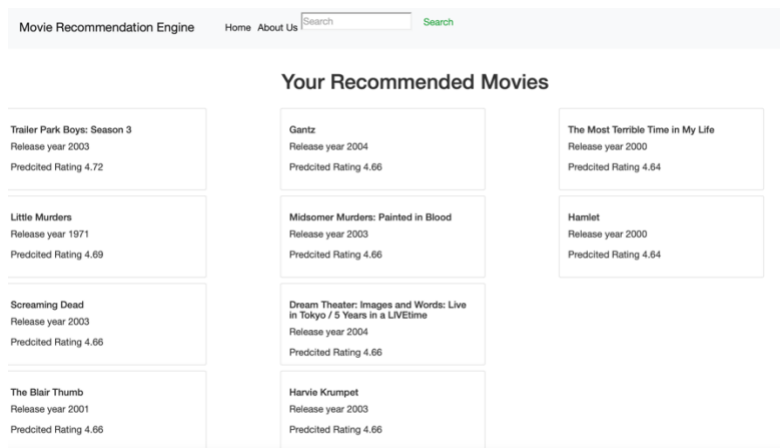 Movie Recommendation Engine
Home About Us Search Search
Your Recommended Movies
Trailer Park Boys: Season 3
Release year 2003
Predcited Rating 4.72
Little Murders
Release year 1971
Predcited Rating 4.69
Screaming Dead
Release year 2003
Predcited Rating 4.66
The Blair Thumb
Release year 2001
Predcited Rating 4.66
Gantz
Release year 2004
Predcited Rating 4.66
Midsomer Murders: Painted in Blood
Release year 2003
Predcited Rating 4.66
Dream Theater: Images and Words: Live
in Tokyo / 5 Years in a LIVEtime
Release year 2004
Predcited Rating 4.66
Harvie Krumpet
Release year 2003
Predcited Rating 4.66
The Most Terrible Time in My Life
Release year 2000
Predcited Rating 4.64
Hamlet
Release year 2000
Predcited Rating 4.64